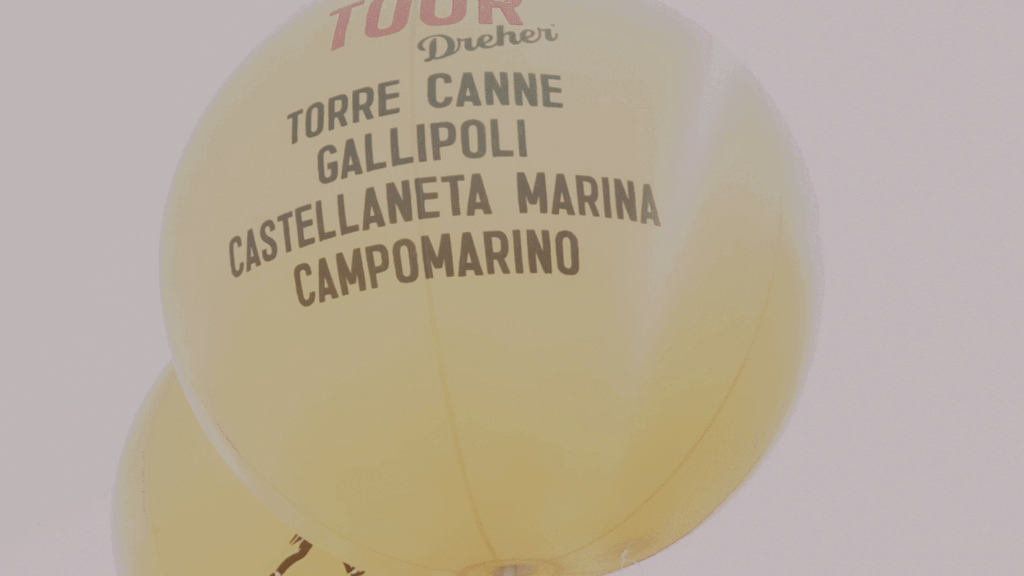 TOUR
Dreher
TORRE CANNE
GALLIPOLI
CASTELLANETA MARINA
CAMPOMARINO